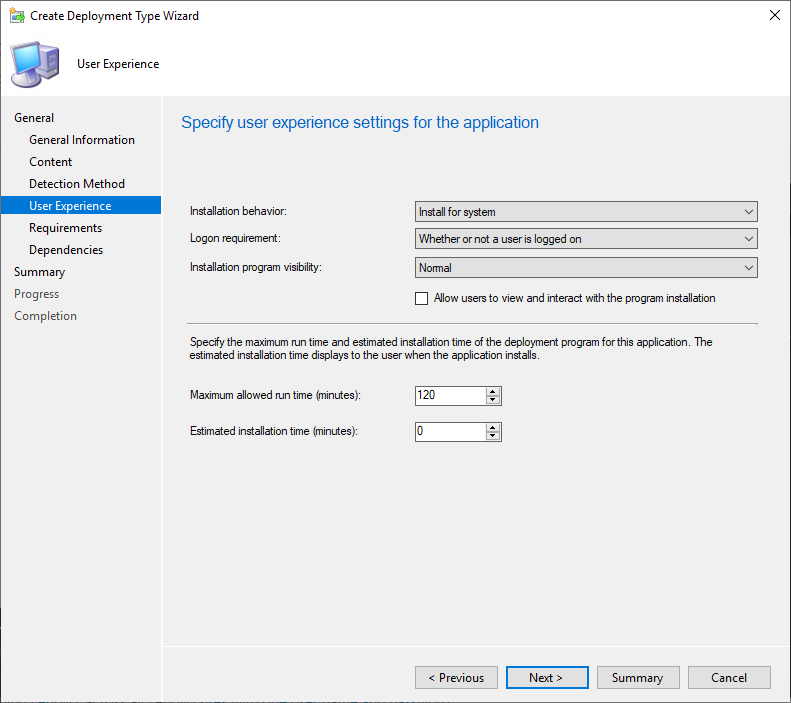 Create Deployment Type Wizard
User Experience
General
General Information
Content
Detection Method
User Experience
Requirements
Dependencies
Summary
Progress
Completion
Specify user experience settings for the application
Installation behavior:
Install for system
Logon requirement:
Whether or not a user is logged on
Installation program visibility:
Normal
Allow users to view and interact with the program installation
Specify the maximum run time and estimated installation time of the deployment program for this application. The
estimated installation time displays to the user when the application installs.
Maximum allowed run time (minutes):
120
Estimated installation time (minutes):
0
< Previous
Next >
Summary
Cancel